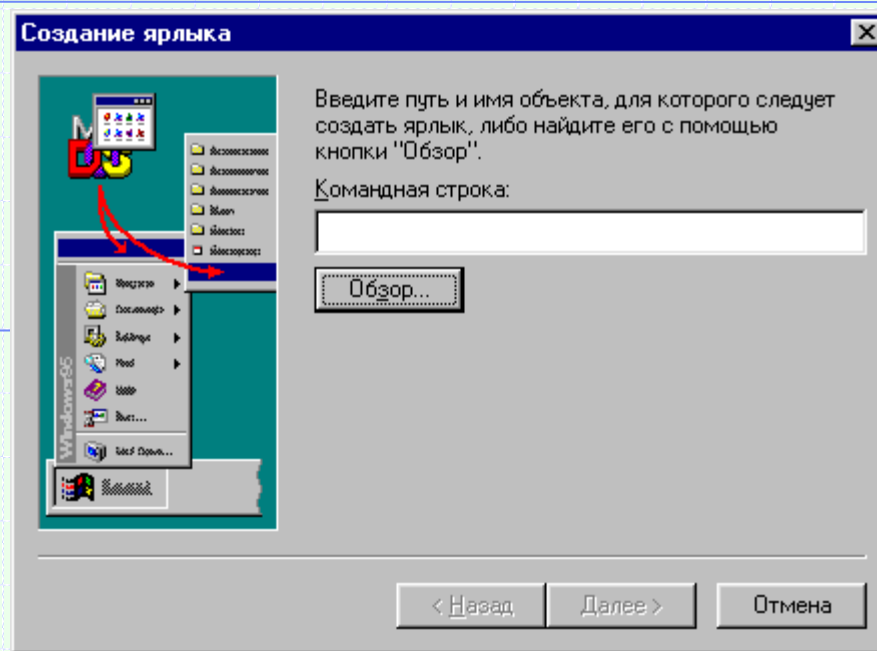 Создание ярлыка
Введите путь и имя объекта, для которого следует
создать ярлык, либо найдите его с помощью
кнопки "Обзор".
Командная строка:
Обзор...
Windows95
< Назад
Далее >
Отмена